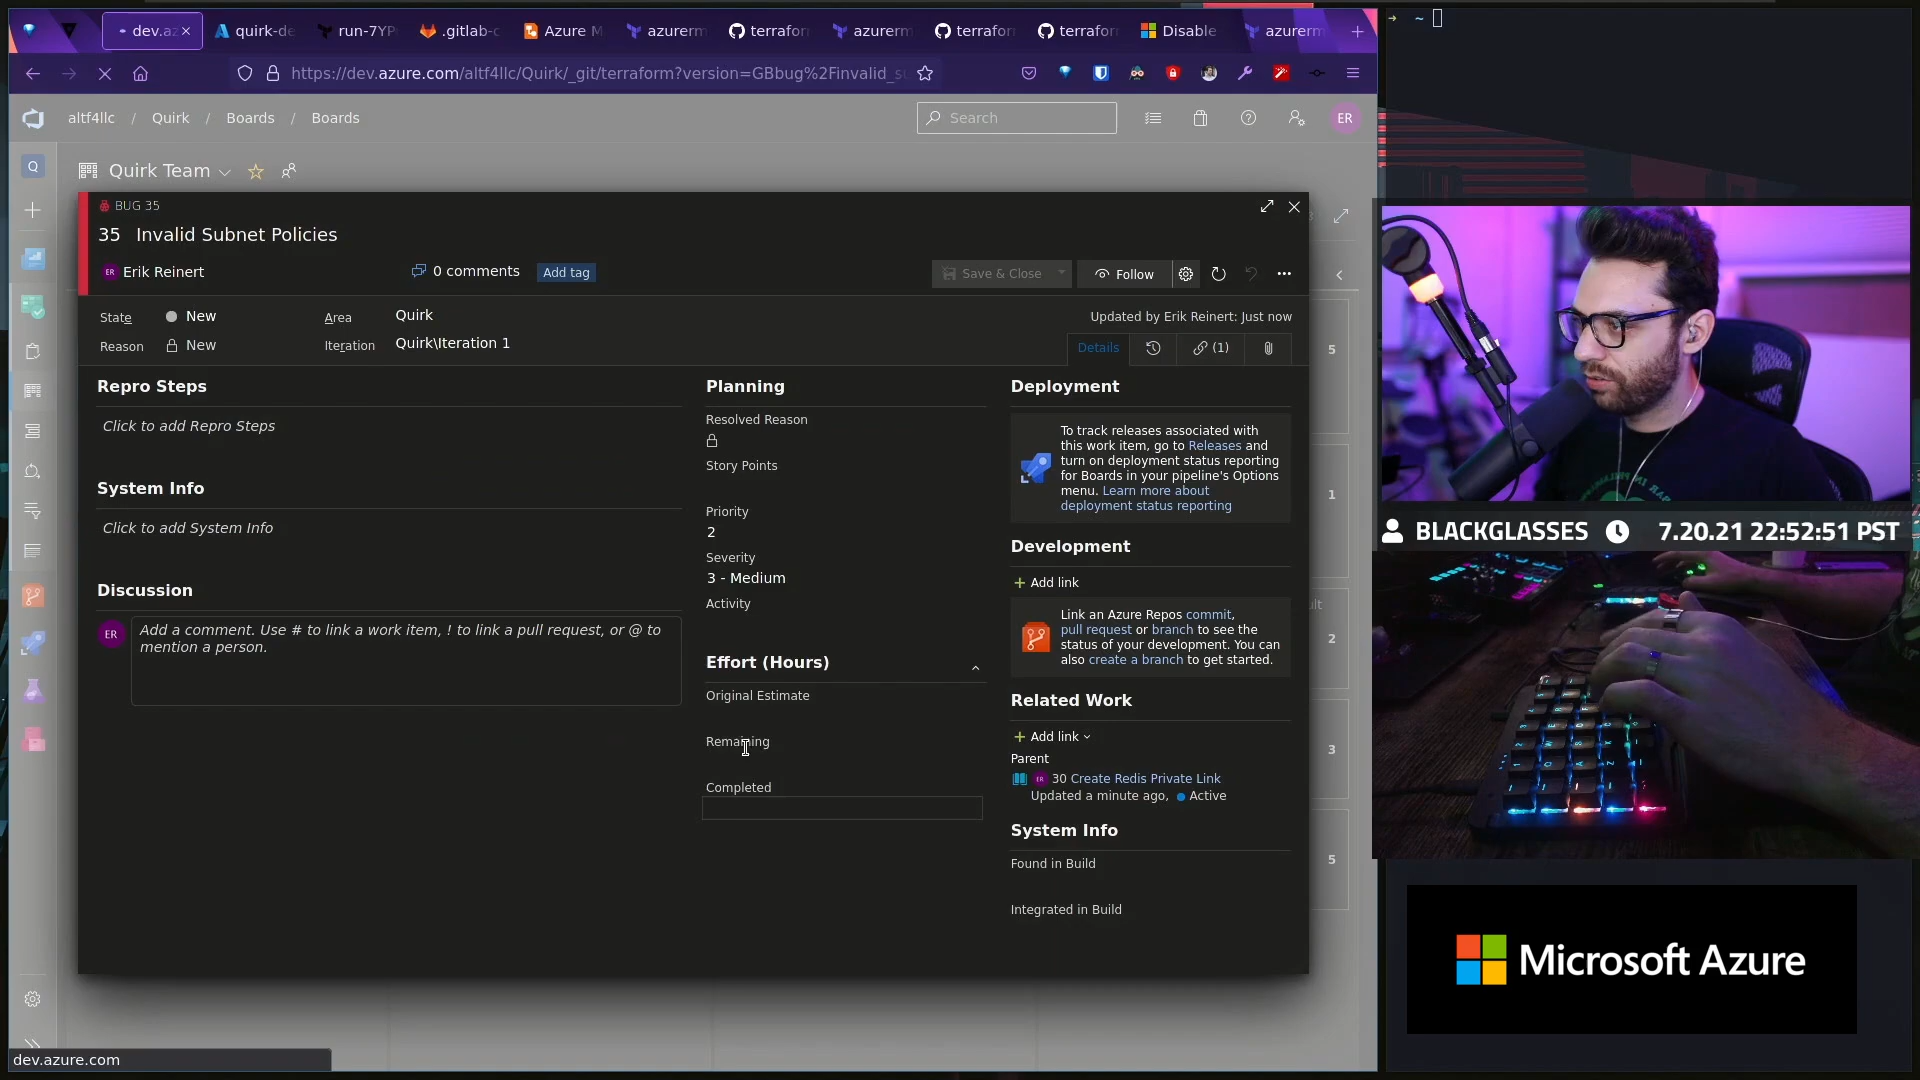 dev.az
quirk-de
run-7YP
.gitlab-c
Azure M
azurerm
terrafor
azurerm
terrafor
terrafor
Disable
azurerm
https://dev.azure.com/altf4llc/Quirk/_git/terraform?version=GBbug%2Finvalid_s
altf4llc / Quirk / Boards / Boards
Search
ER
Q
Quirk Team
BUG 35
35 Invalid Subnet Policies
ER Erik Reinert
0 comments
Add tag
Save & Close
Follow
State New
Area Quirk
Updated by Erik Reinert: Just now
Reason New
Iteration Quirk\Iteration 1
Details
(1)
Repro Steps
Click to add Repro Steps
System Info
Click to add System Info
Discussion
ER
Add a comment. Use # to link a work item, ! to link a pull request, or @ to
mention a person.
Planning
Resolved Reason
Story Points
Priority
2
Severity
3 - Medium
Activity
Effort (Hours)
Original Estimate
Remaining
Completed
Deployment
To track releases associated with
this work item, go to Releases and
turn on deployment status reporting
for Boards in your pipeline's Options
menu. Learn more about
deployment status reporting
Development
+ Add link
Link an Azure Repos commit,
pull request or branch to see the
status of your development. You can
also create a branch to get started.
Related Work
+ Add link
Parent
30 Create Redis Private Link
Updated a minute ago, Active
System Info
Found in Build
Integrated in Build
5
1
2
3
5
dev.azure.com
~
BLACKGLASSES
7.20.21 22:52:51 PST
Microsoft Azure